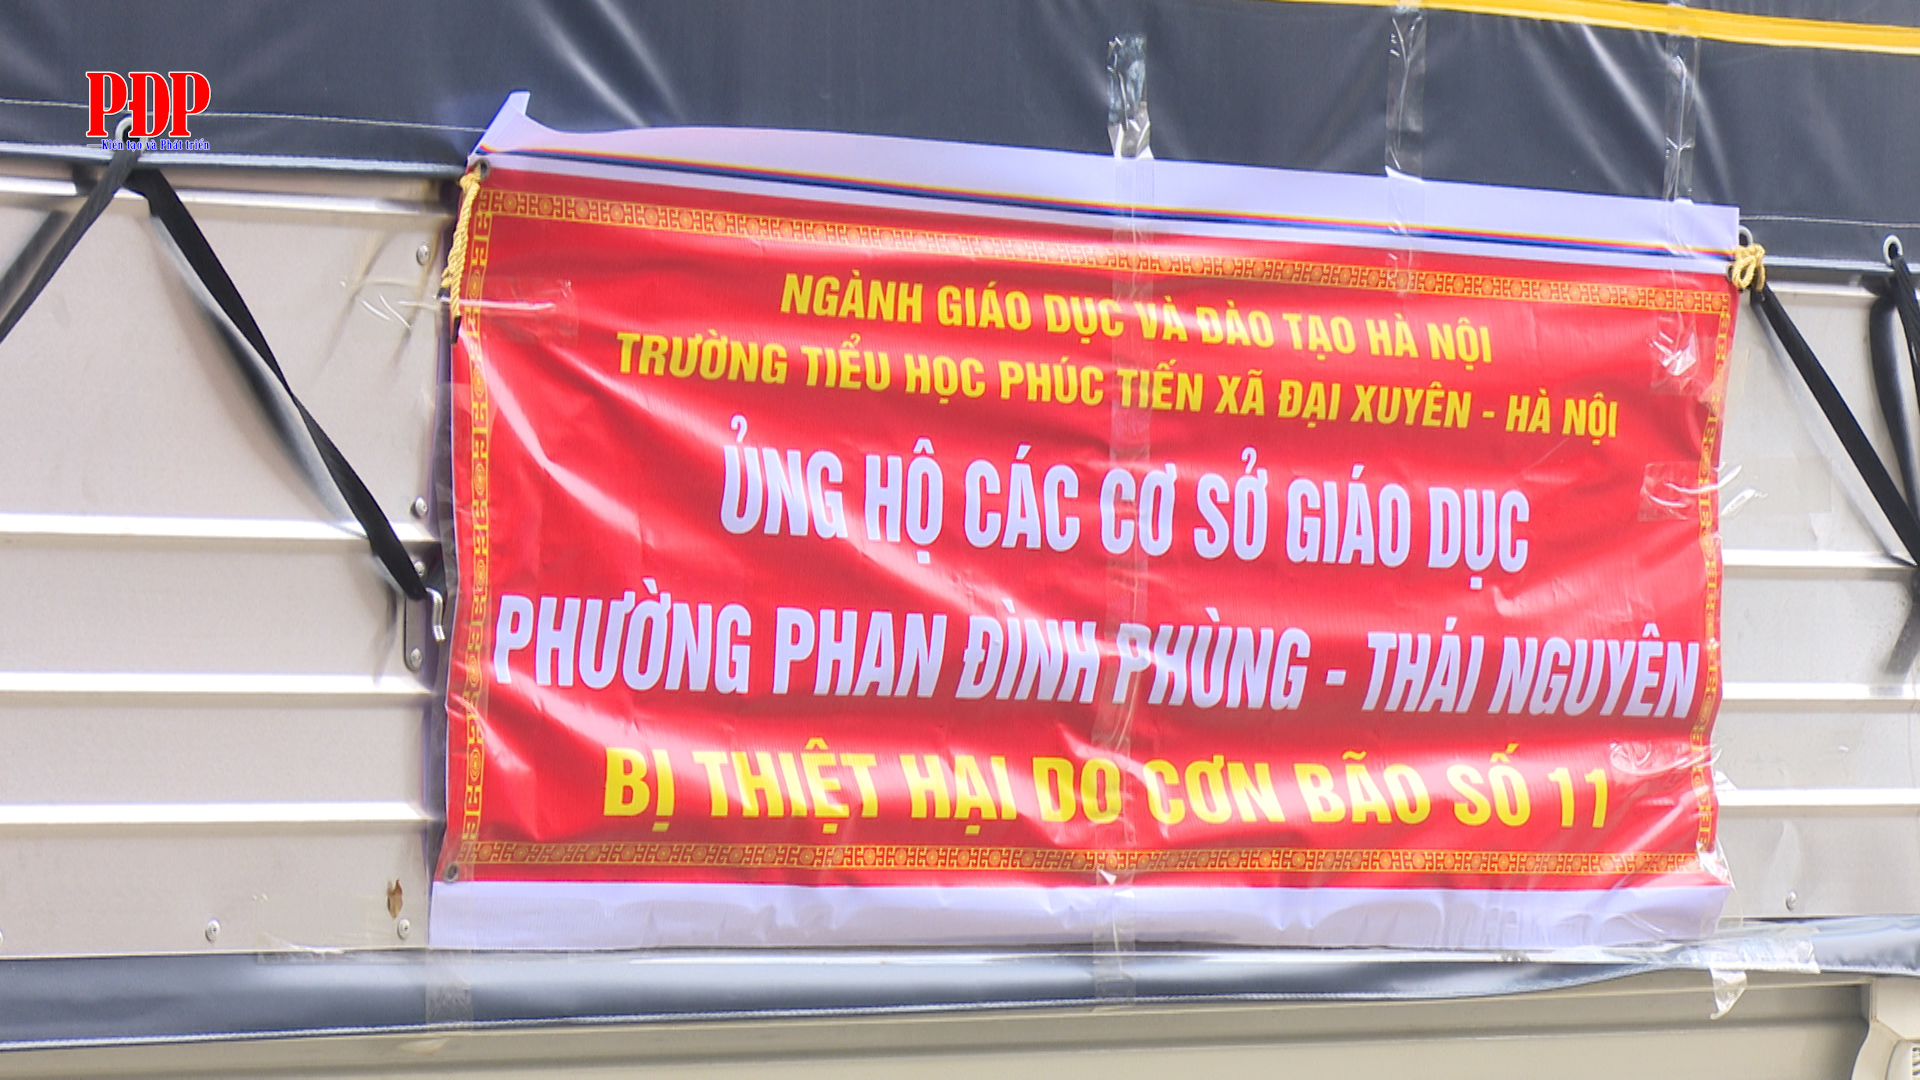 PĐP
Kiến tạo và Phát triển
NGÀNH GIÁO DỤC VÀ ĐÀO TẠO HÀ NỘI
TRƯỜNG TIỂU HỌC PHÚC TIẾN XÃ ĐẠI XUYÊN - HÀ NỘI
ỦNG HỘ CÁC CƠ SỞ GIÁO DỤC
PHƯỜNG PHAN ĐÌNH PHÙNG - THÁI NGUYÊN
BỊ THIỆT HẠI DO CƠN BÃO SỐ 11